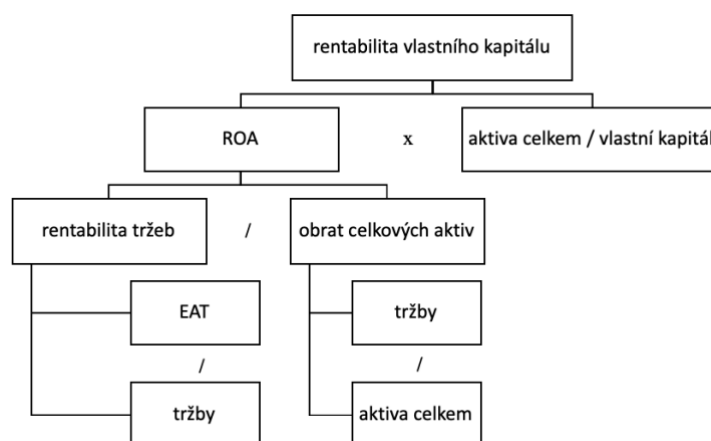 rentabilita vlastního kapitálu
ROA x aktiva celkem / vlastní kapitál
rentabilita tržeb / obrat celkových aktiv
EAT tržby
/ /
tržby aktiva celkem